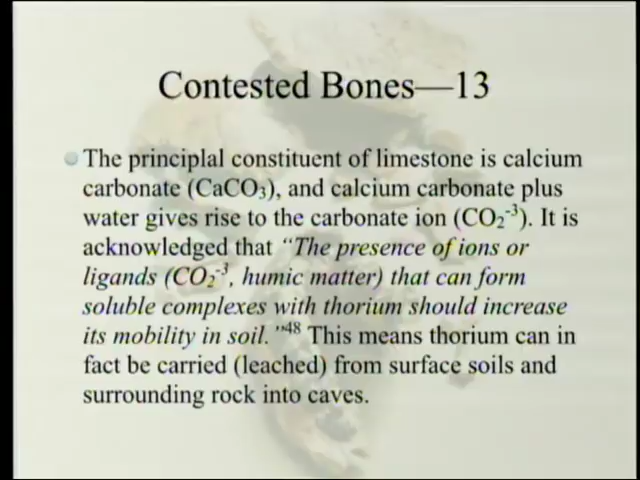 Contested Bones—13
The principlal constituent of limestone is calcium
carbonate (CaCO₃), and calcium carbonate plus
water gives rise to the carbonate ion (CO₂⁻³). It is
acknowledged that “The presence of ions or
ligands (CO₂⁻³, humic matter) that can form
soluble complexes with thorium should increase
its mobility in soil.”⁴⁸ This means thorium can in
fact be carried (leached) from surface soils and
surrounding rock into caves.